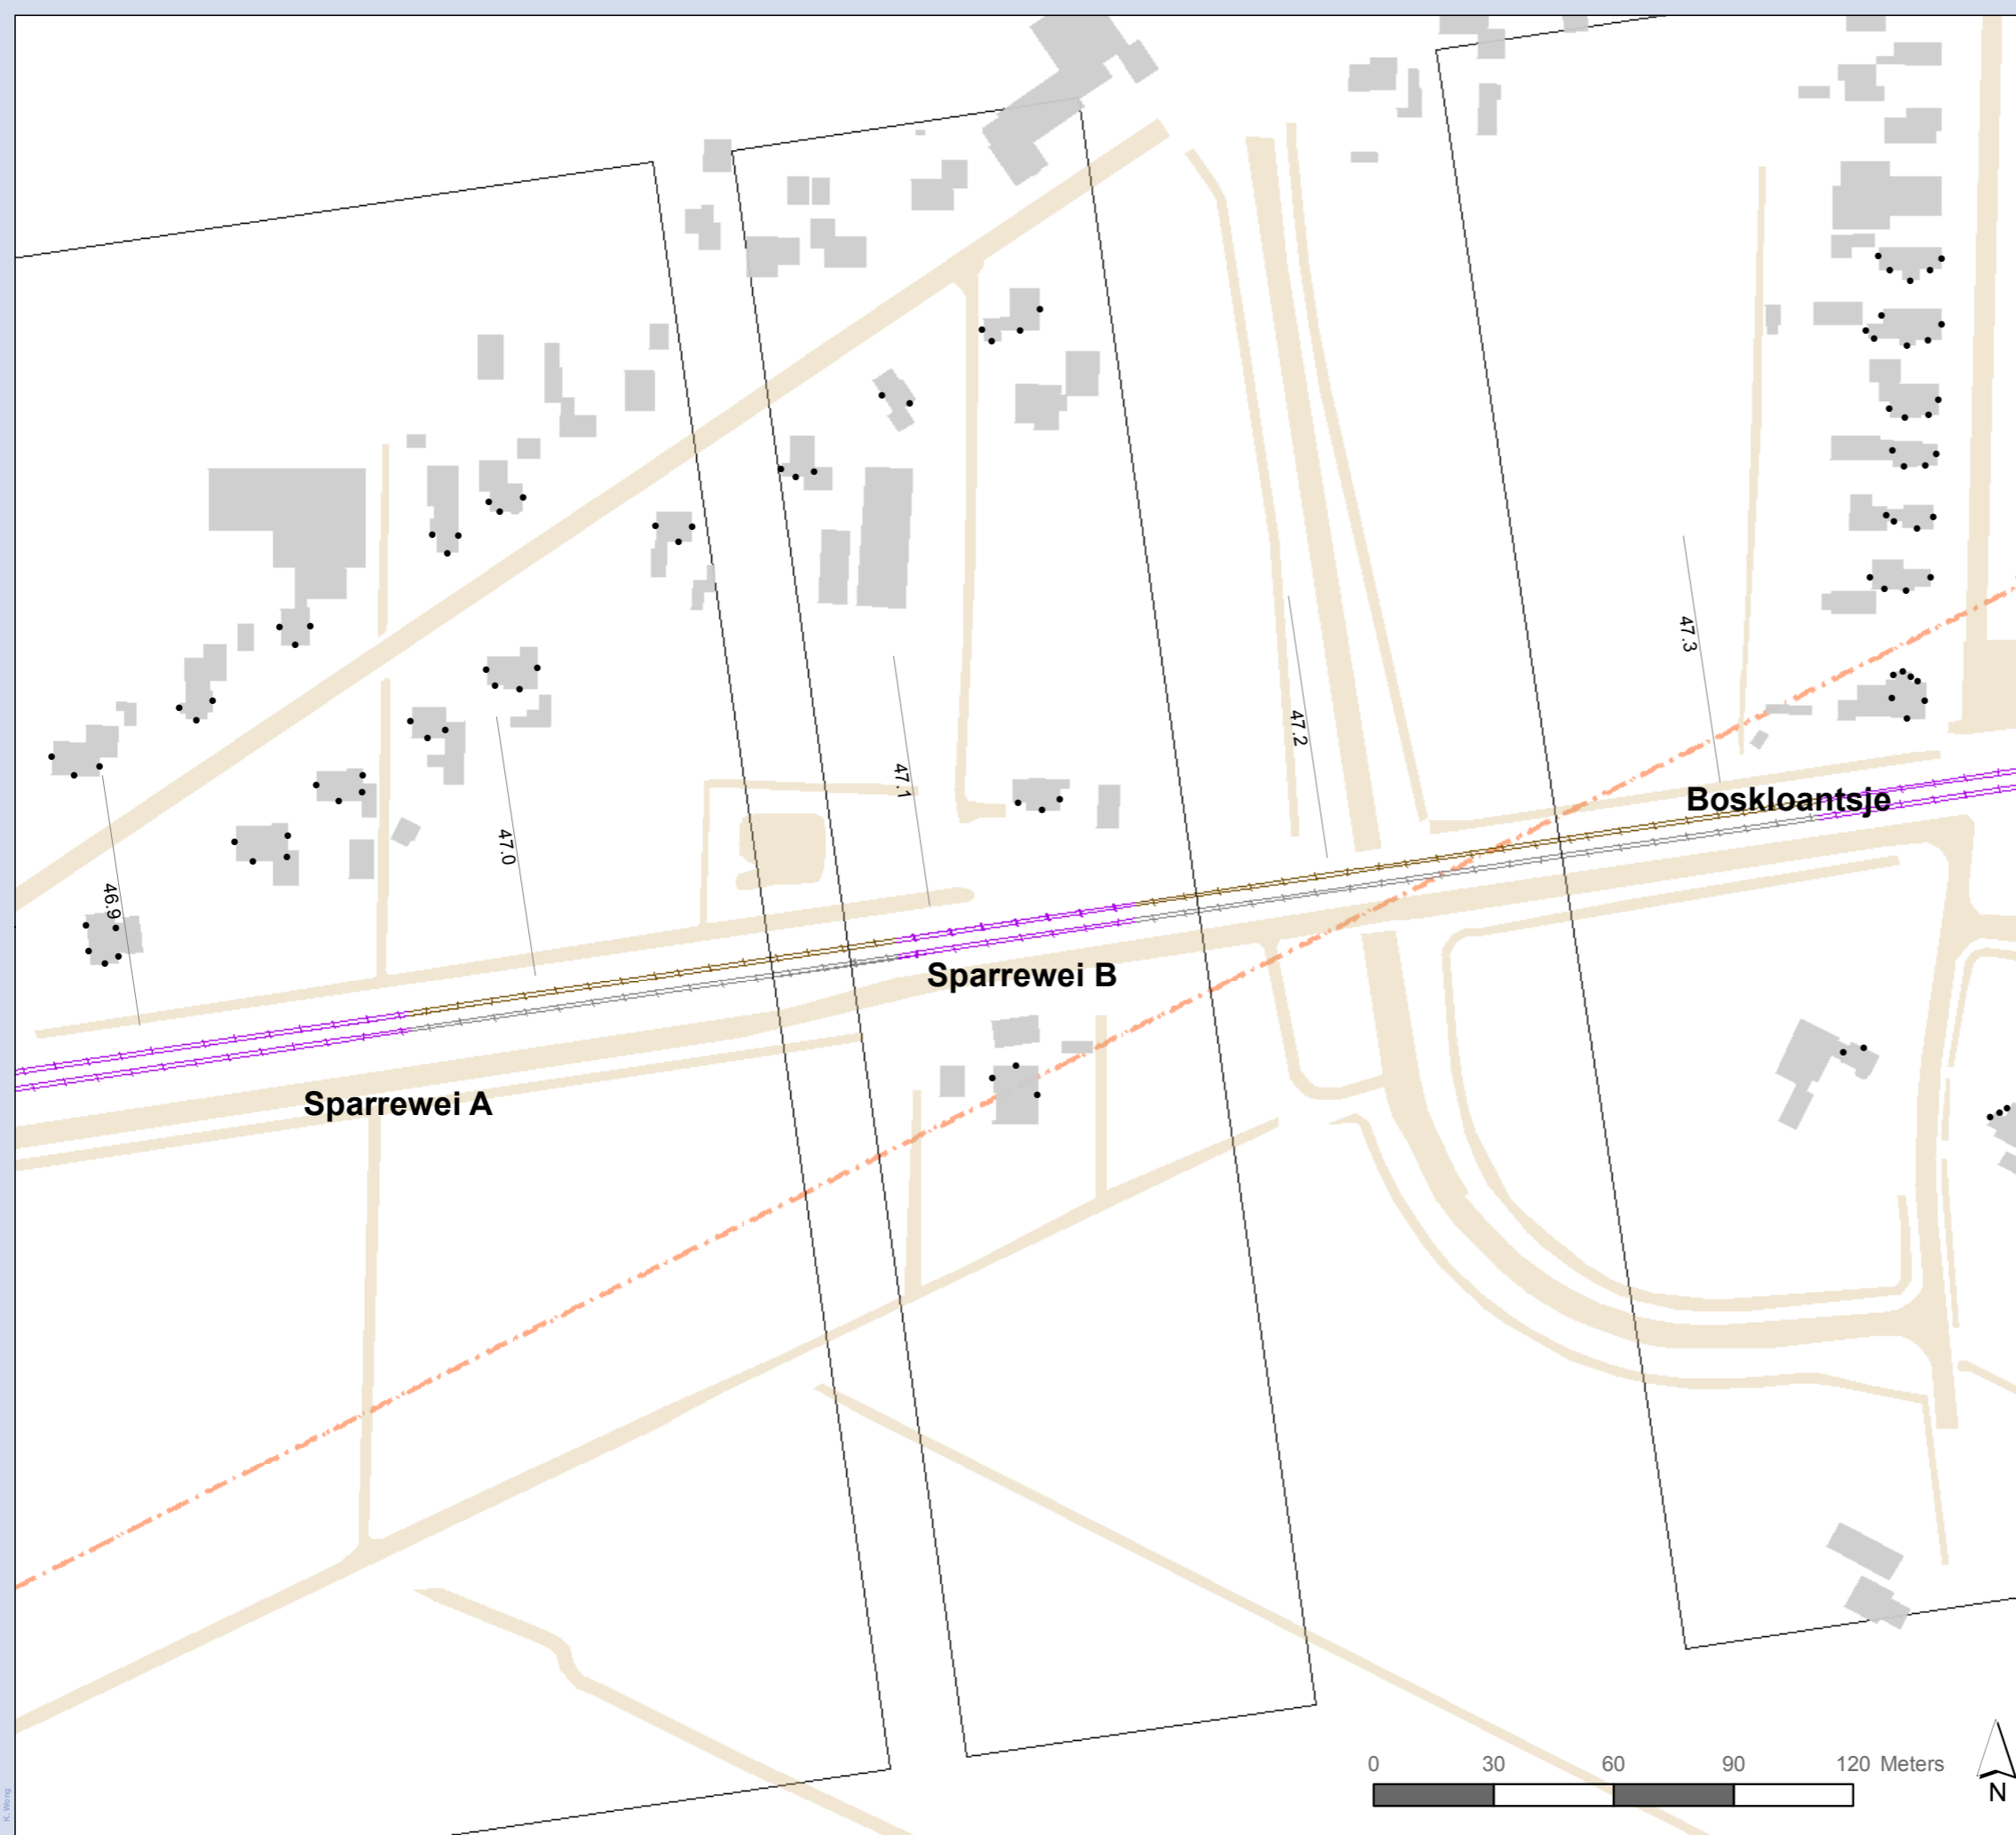 47.3
47.2
47.1
Boskloantsje
47.0
46.9
Sparrewei B
Sparrewei A
0 30 60 90 120 Meters
N
K. Wong